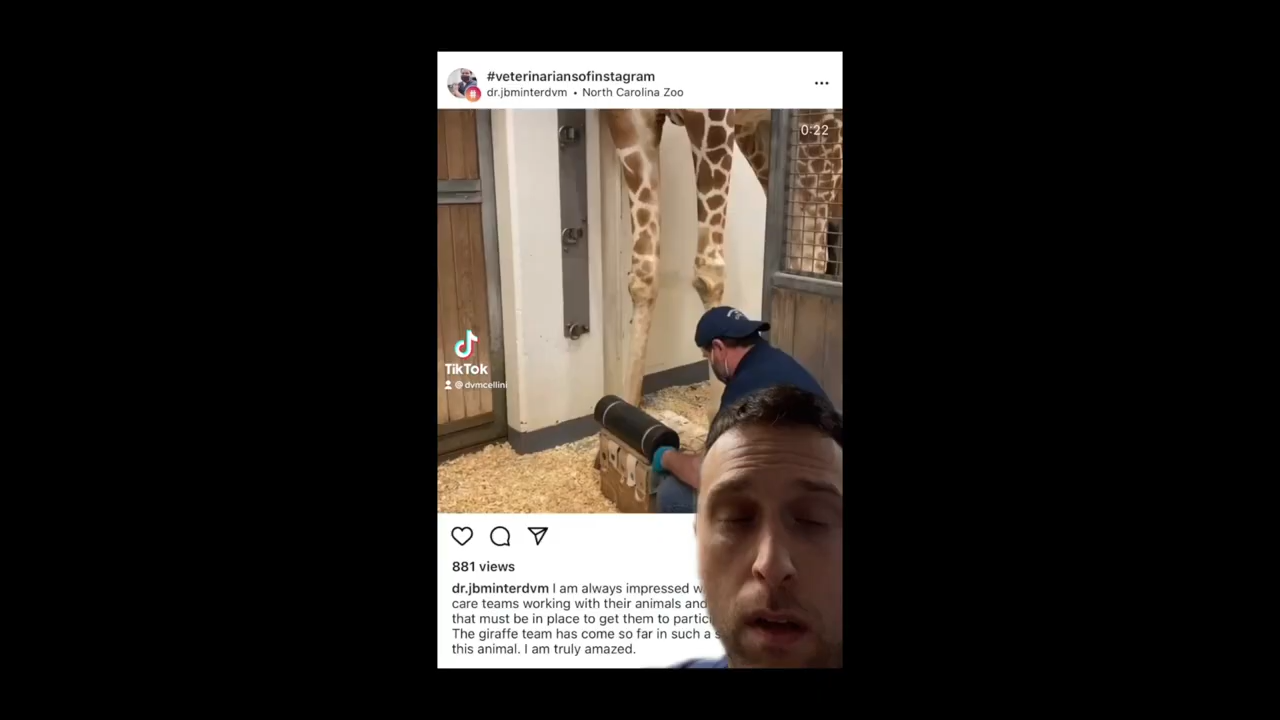 #veterinariansofinstagram
dr.jbminterdvm • North Carolina Zoo
0:22
TikTok
@dvmcellini
881 views
dr.jbminterdvm I am always impressed
care teams working with their animals and
that must be in place to get them to
The giraffe team has come so far in such a
this animal. I am truly amazed.